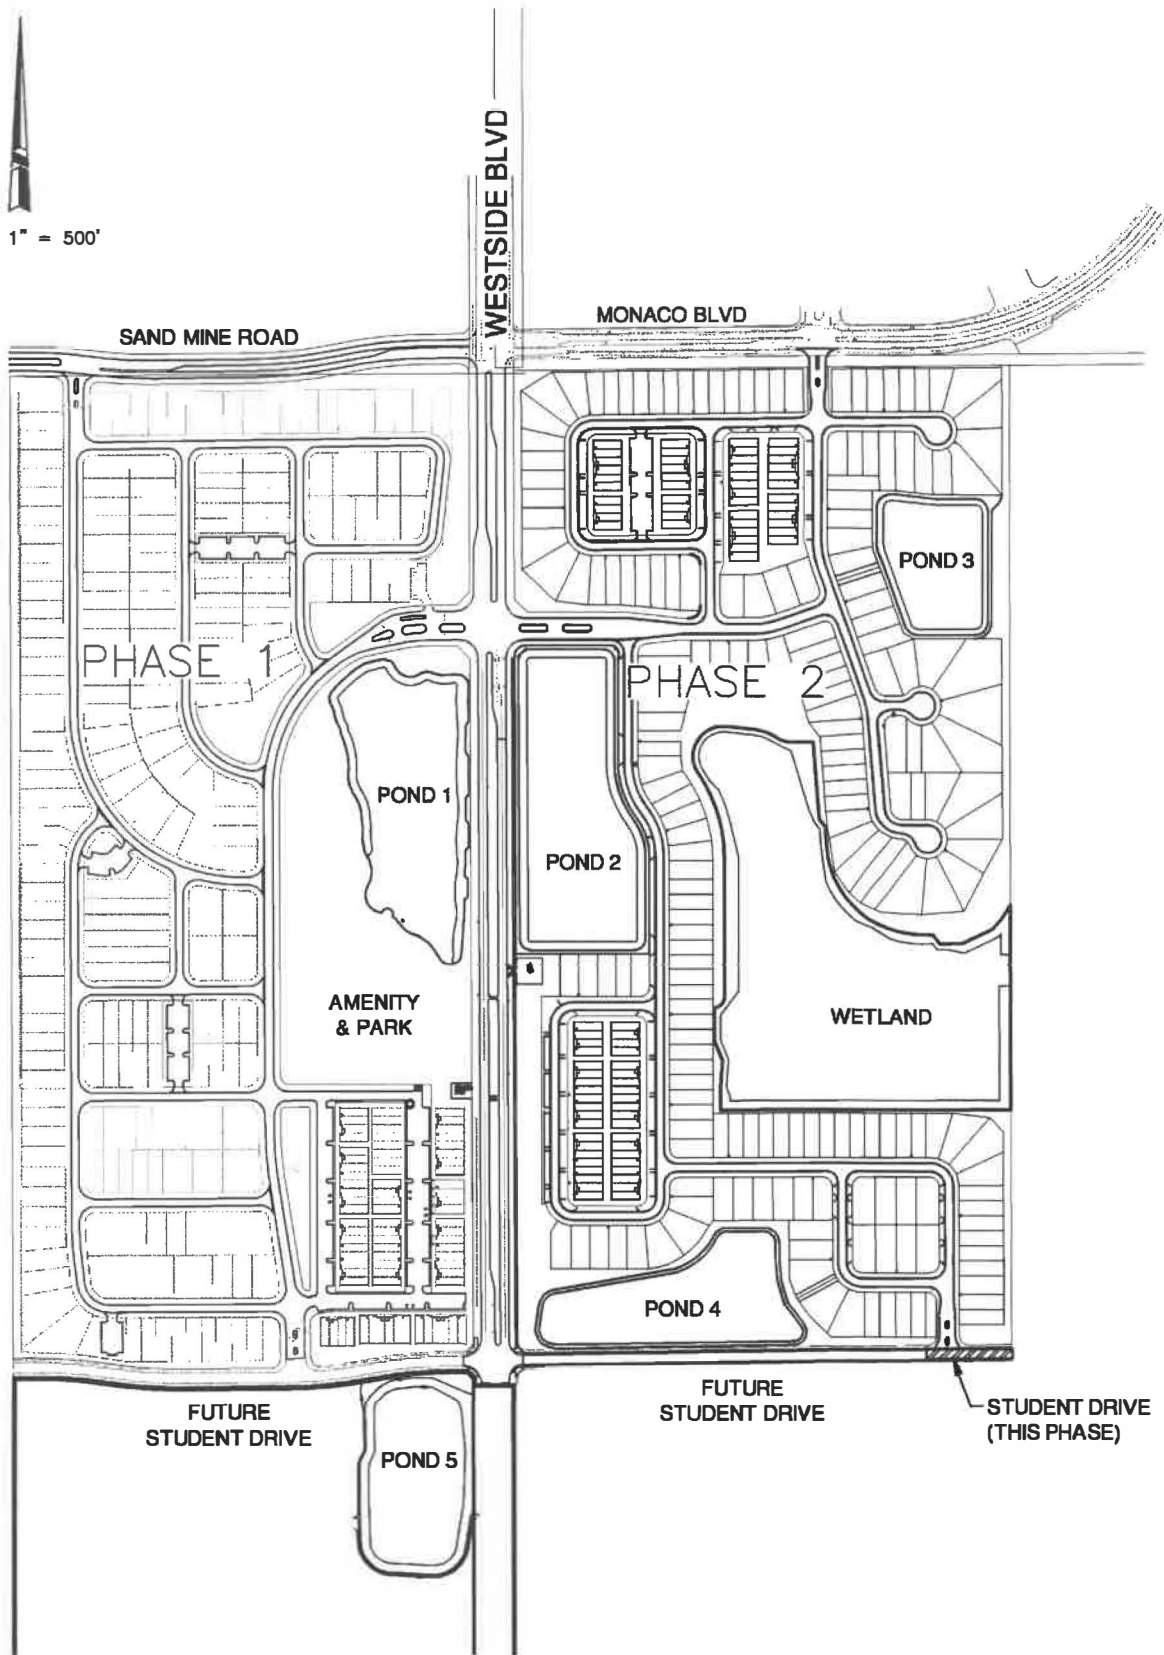 1" = 500'
WESTSIDE BLVD
SAND MINE ROAD
MONACO BLVD
POND 3
PHASE 1
PHASE 2
POND 1
POND 2
AMENITY
& PARK
WETLAND
POND 4
FUTURE
STUDENT DRIVE
FUTURE
STUDENT DRIVE
STUDENT DRIVE
(THIS PHASE)
POND 5